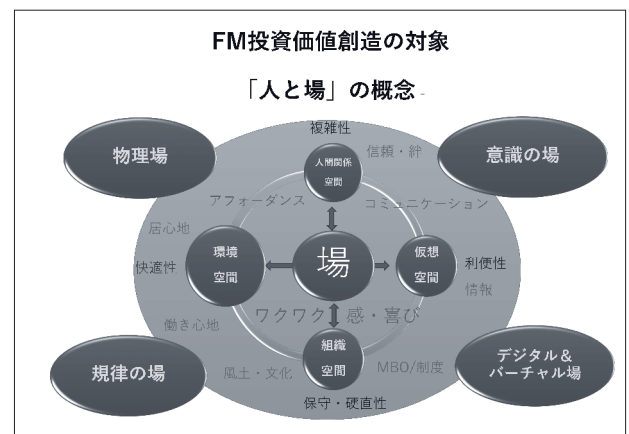 FM投資価値創造の対象
「人と場」の概念 -
複雑性
物理場
人間関係
空間
信頼・絆
意識の場
アフォーダンス
コミュニケーション
居心地
環境
空間
場
仮想
空間
快適性
利便性
情報
ワクワク感・喜び
働き心地
組織
空間
規律の場
風土・文化
MBO/制度
デジタル＆
バーチャル場
保守・硬直性